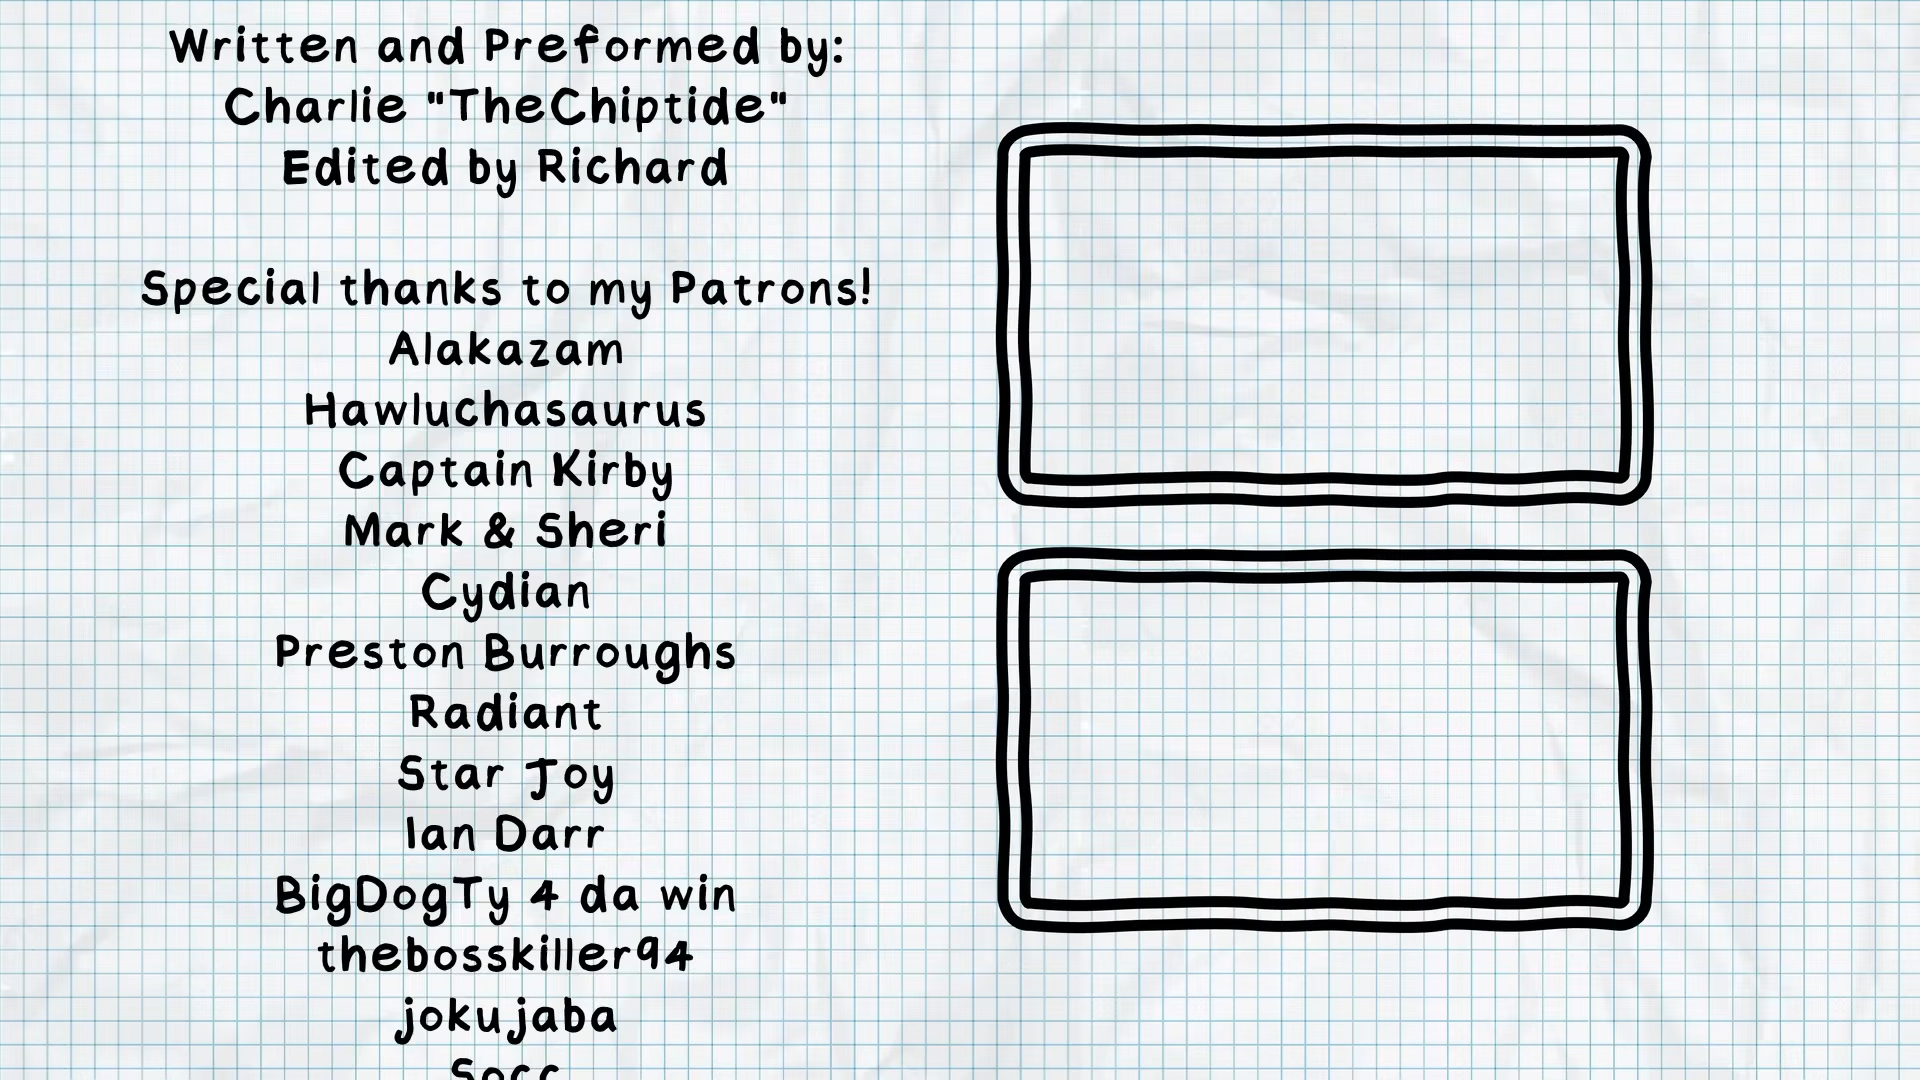 Written and Preformed by:
Charlie "TheChiptide"
Edited by Richard
Special thanks to my Patrons!
Alakazam
Hawluchasaurus
Captain Kirby
Mark & Sheri
Cydian
Preston Burroughs
Radiant
Star Joy
Ian Darr
BigDogTy 4 da win
thebosskiller94
jokujaba